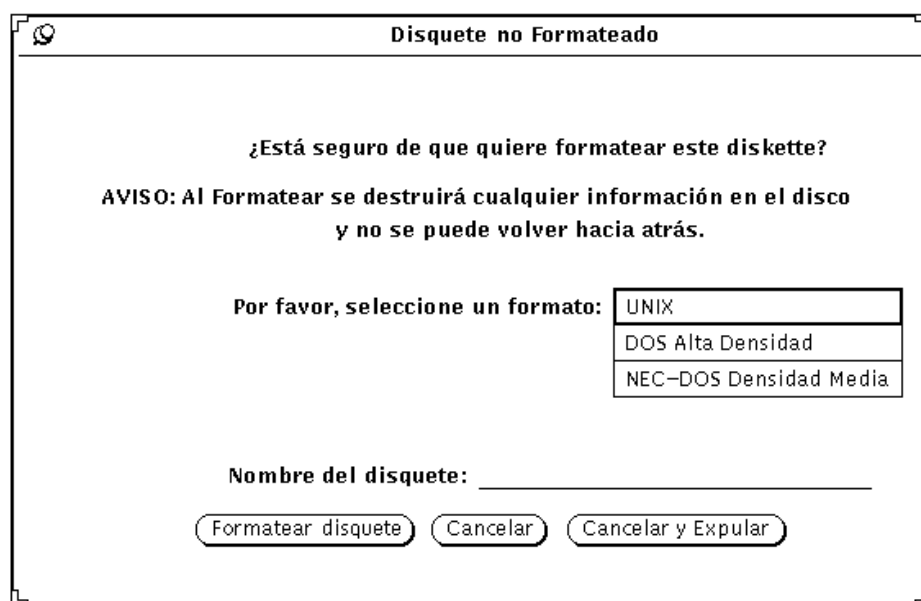 Disquete no Formateado
¿Está seguro de que quiere formatear este diskette?
AVISO: Al Formatear se destruirá cualquier información en el disco
y no se puede volver hacia atrás.
Por favor, seleccione un formato: UNIX
DOS Alta Densidad
NEC-DOS Densidad Media
Nombre del disquete:
Formatear disquete Cancelar Cancelar y Expular